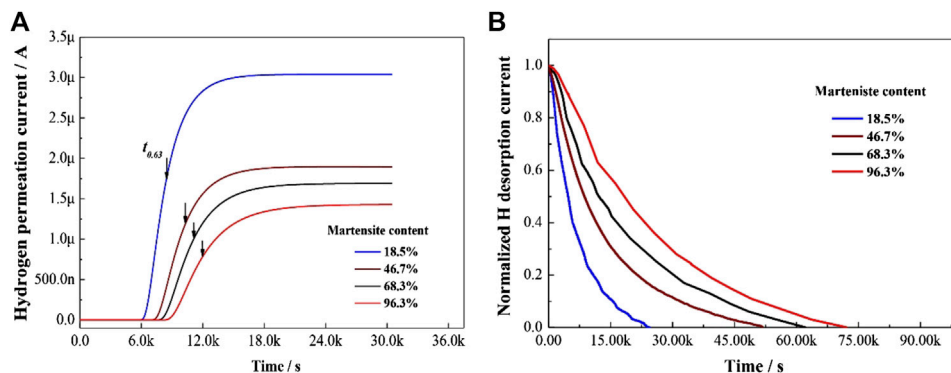 A
Hydrogen permeation current / A
3.5μ
3.0μ
2.5μ
2.0μ
1.5μ
1.0μ
500.0n
0.0
t0.63
Martensite content
18.5%
46.7%
68.3%
96.3%
0.0 6.0k 12.0k 18.0k 24.0k 30.0k 36.0k
Time / s
B
Normalized H desorption current
1.0
0.8
0.6
0.4
0.2
0.0
Marteniste content
18.5%
46.7%
68.3%
96.3%
0.00 15.00k 30.00k 45.00k 60.00k 75.00k 90.00k
Time / s